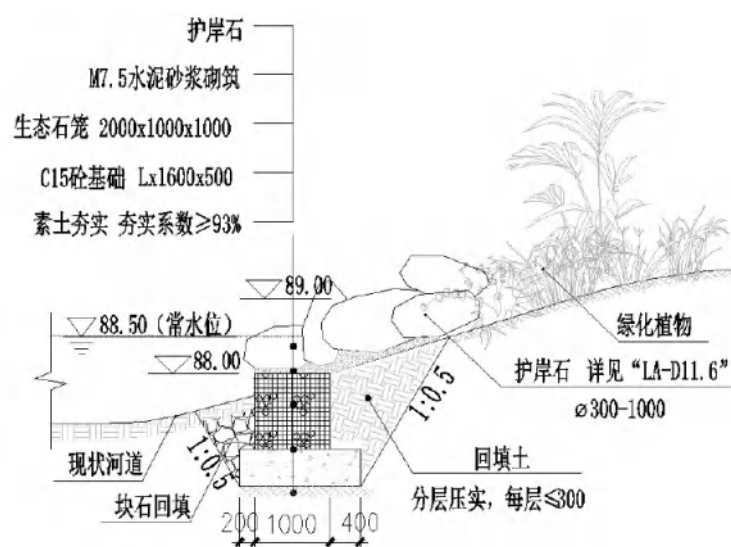 护岸石
M7.5水泥砂浆砌筑
生态石笼 2000x1000x1000
C15砼基础 Lx1600x500
素土夯实 夯实系数≥93%
89.00
88.50（常水位）
88.00
绿化植物
护岸石 详见“LA-D11.6”
ø300-1000
1:0.5
1:0.5
现状河道
块石回填
回填土
分层压实，每层≤300
200 1000 400